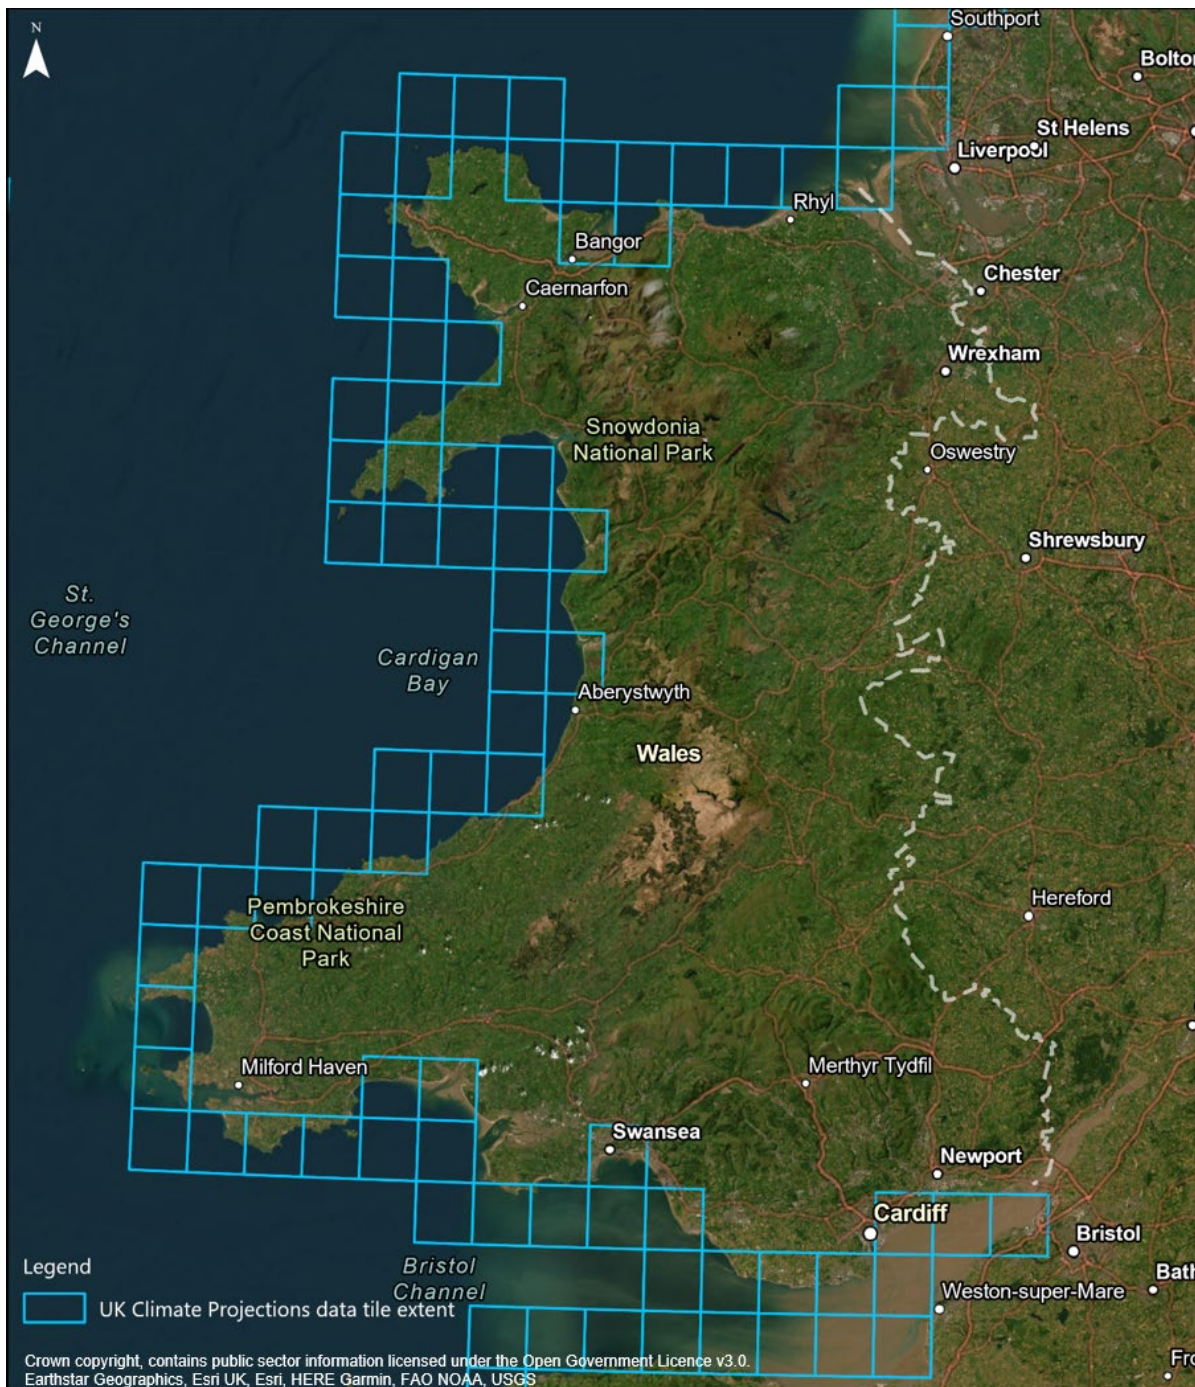 N
Southport
Bolton
St Helens
Liverpool
Rhyl
Bangor
Chester
Caernarfon
Wrexham
Snowdonia
National Park
Oswestry
Shrewsbury
St.
George's
Channel
Cardigan
Bay
Aberystwyth
Wales
Hereford
Pembrokeshire
Coast National
Park
Milford Haven
Merthyr Tydfil
Swansea
Newport
Cardiff
Bristol
Legend
Bristol
Channel
Bath
Weston-super-Mare
UK Climate Projections data tile extent
Crown copyright, contains public sector information licensed under the Open Government Licence v3.0.
Fro
Earthstar Geographics, Esri UK, Esri, HERE Garmin, FAO NOAA, USGS